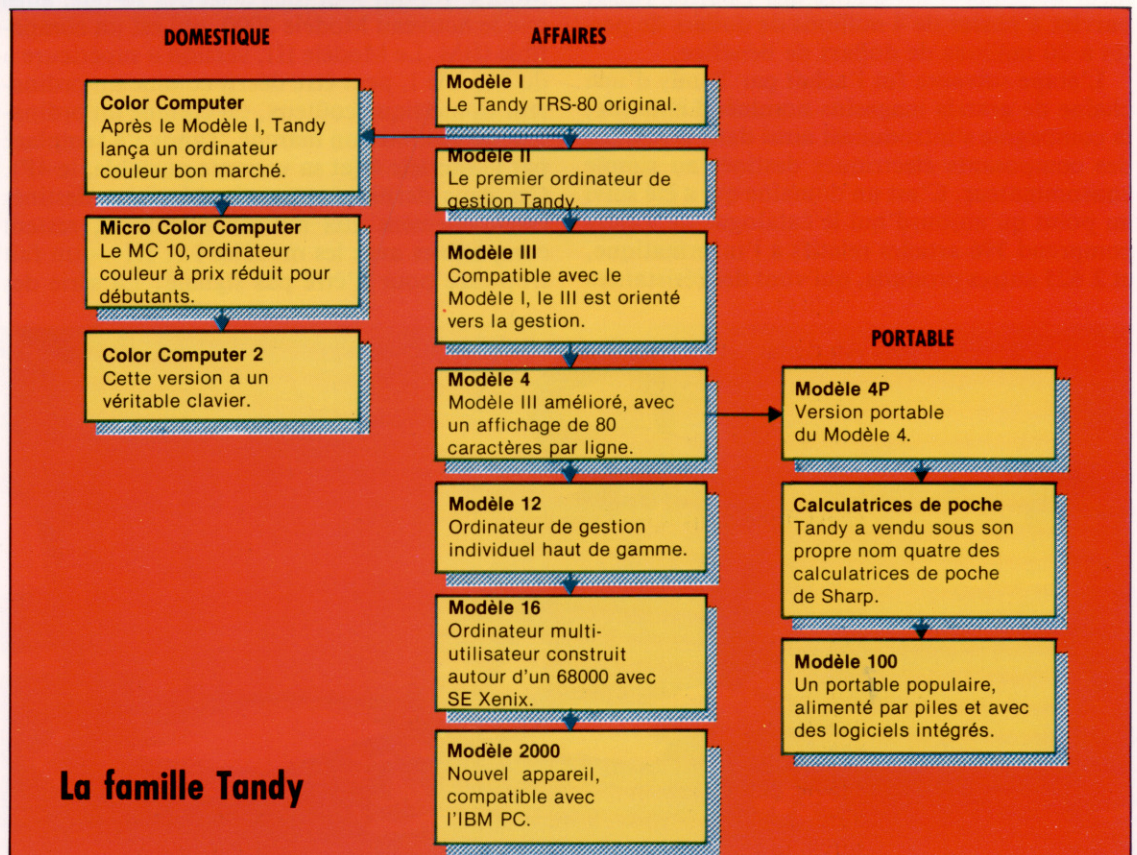 DOMESTIQUE
Color Computer
Après le Modèle I, Tandy
lança un ordinateur
couleur bon marché.
Micro Color Computer
Le MC 10, ordinateur
couleur à prix réduit pour
débutants.
Color Computer 2
Cette version a un
véritable clavier.
AFFAIRES
Modèle I
Le Tandy TRS-80 original.
Modèle II
Le premier ordinateur de
gestion Tandy.
Modèle III
Compatible avec le
Modèle I, le III est orienté
vers la gestion.
Modèle 4
Modèle III amélioré, avec
un affichage de 80
caractères par ligne.
Modèle 12
Ordinateur de gestion
individuel haut de gamme.
Modèle 16
Ordinateur multi-
utilisateur construit
autour d'un 68000 avec
SE Xenix.
Modèle 2000
Nouvel appareil,
compatible avec
l'IBM PC.
PORTABLE
Modèle 4P
Version portable
du Modèle 4.
Calculatrices de poche
Tandy a vendu sous son
propre nom quatre des
calculatrices de poche
de Sharp.
Modèle 100
Un portable populaire,
alimenté par piles et avec
des logiciels intégrés.
La famille Tandy